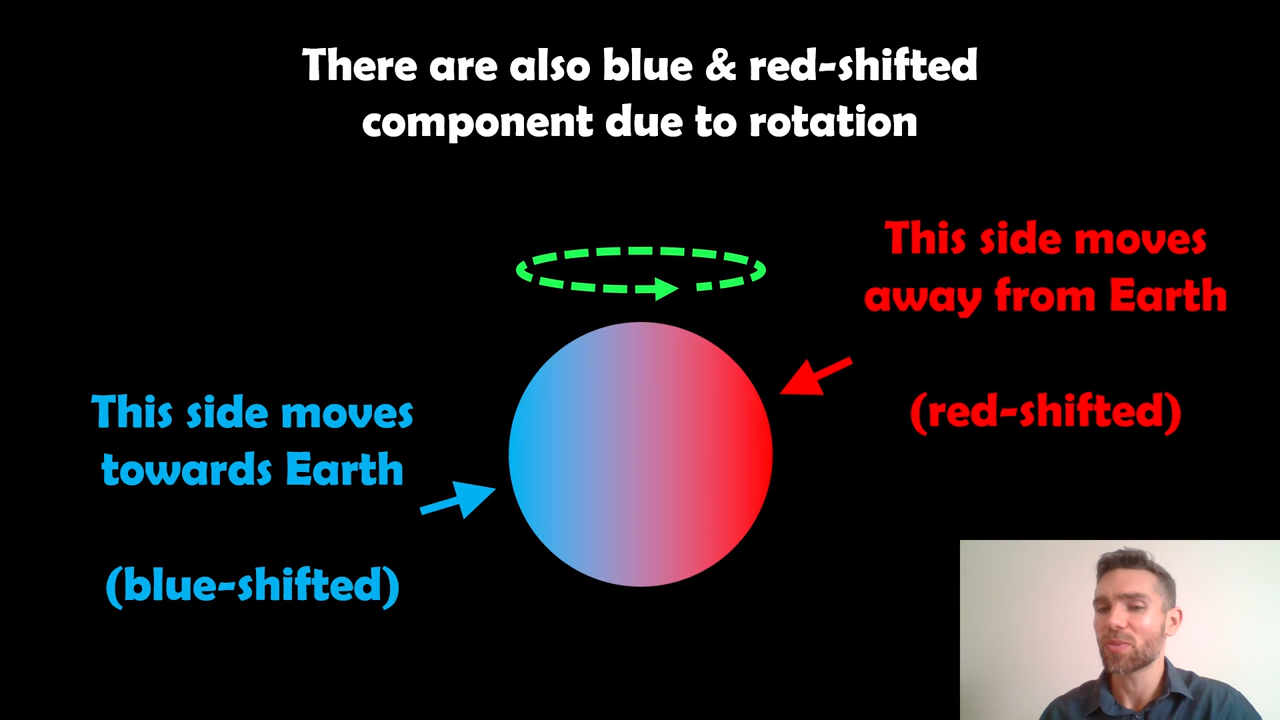 There are also blue & red-shifted
component due to rotation
This side moves
away from Earth
(red-shifted)
This side moves
towards Earth
(blue-shifted)